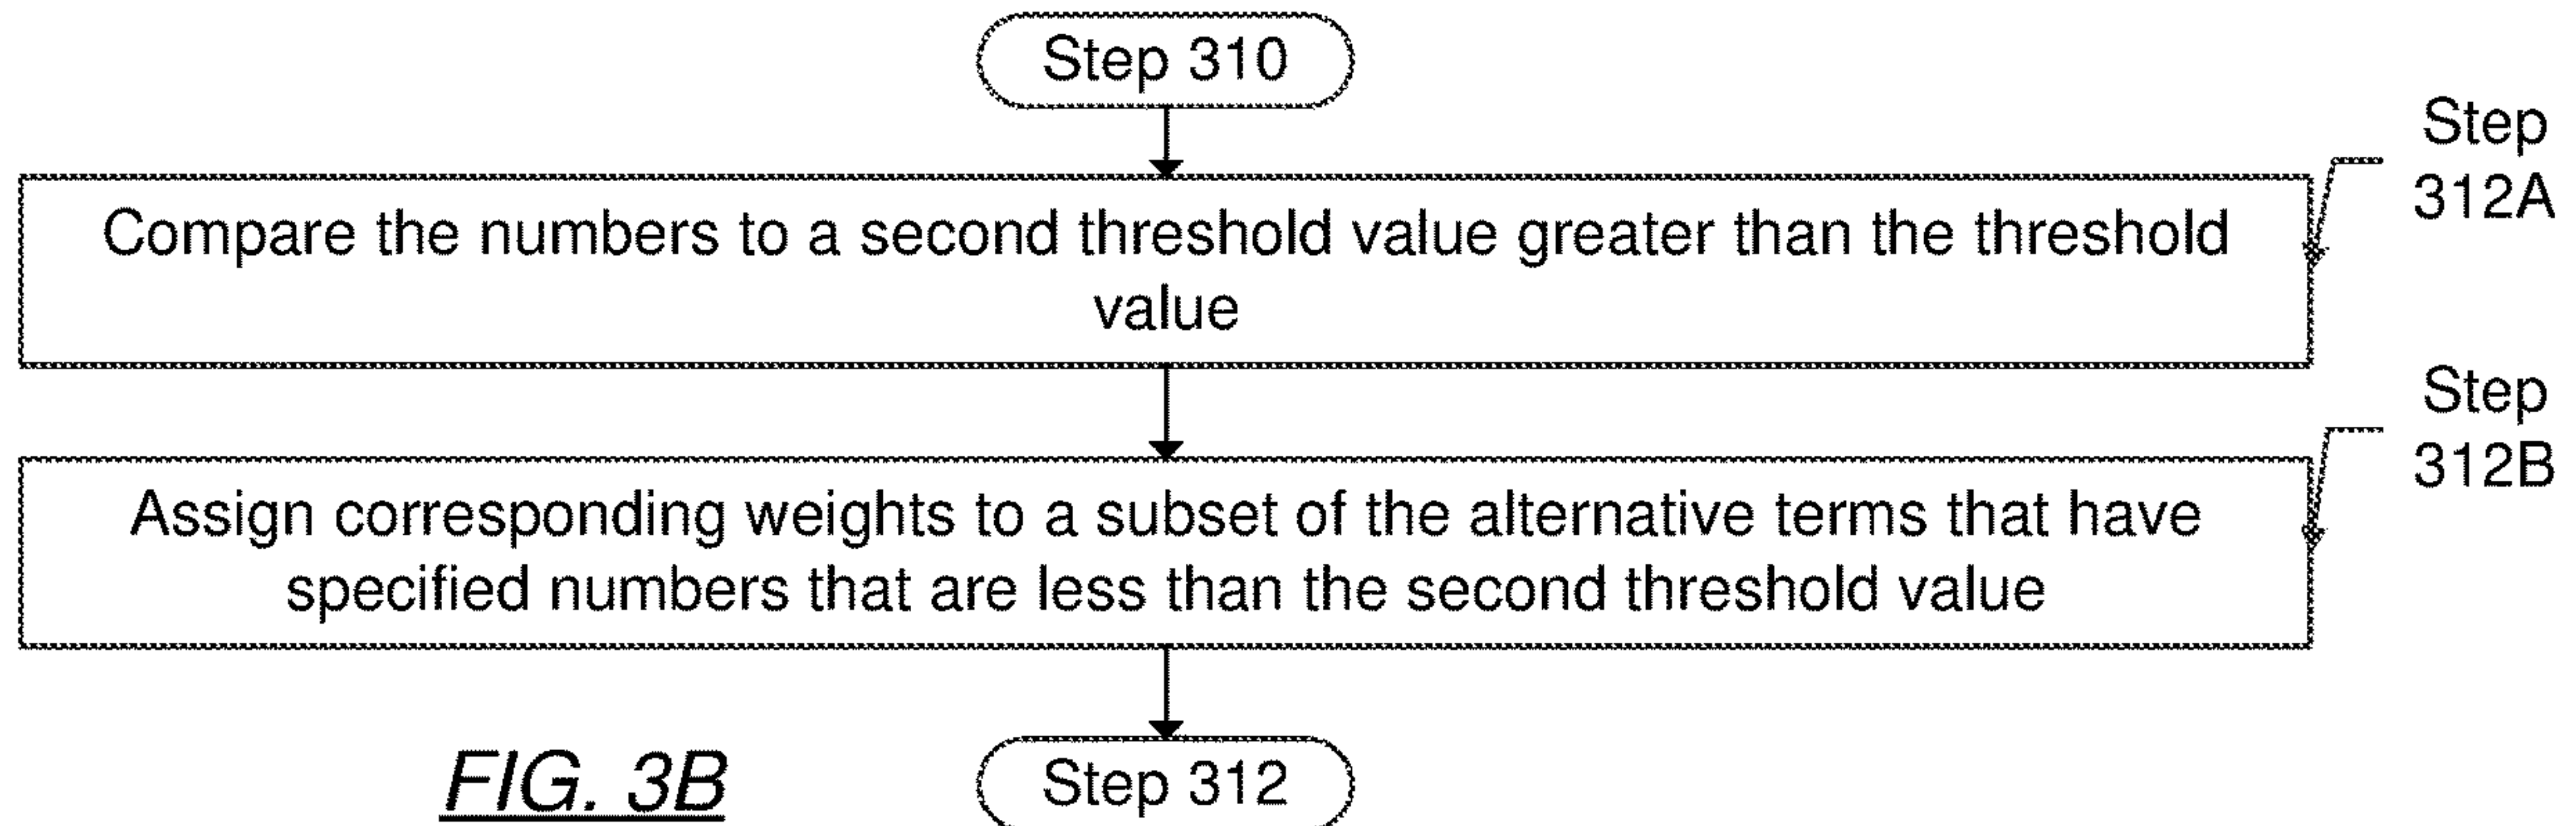 Step 310
Step
312A
Compare the numbers to a second threshold value greater than the threshold
value
Step
312B
Assign corresponding weights to a subset of the alternative terms that have
specified numbers that are less than the second threshold value
FIG. 3B
Step 312